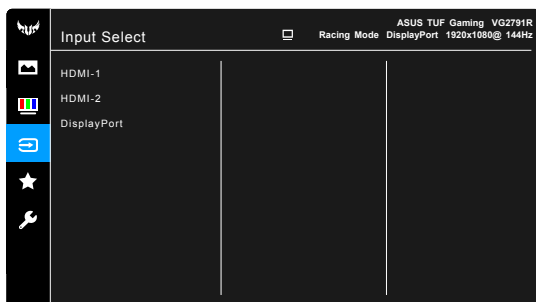 ASUS TUF Gaming VG2791R
Input Select
Racing Mode DisplayPort 1920x1080@ 144Hz
HDMI-1
HDMI-2
DisplayPort